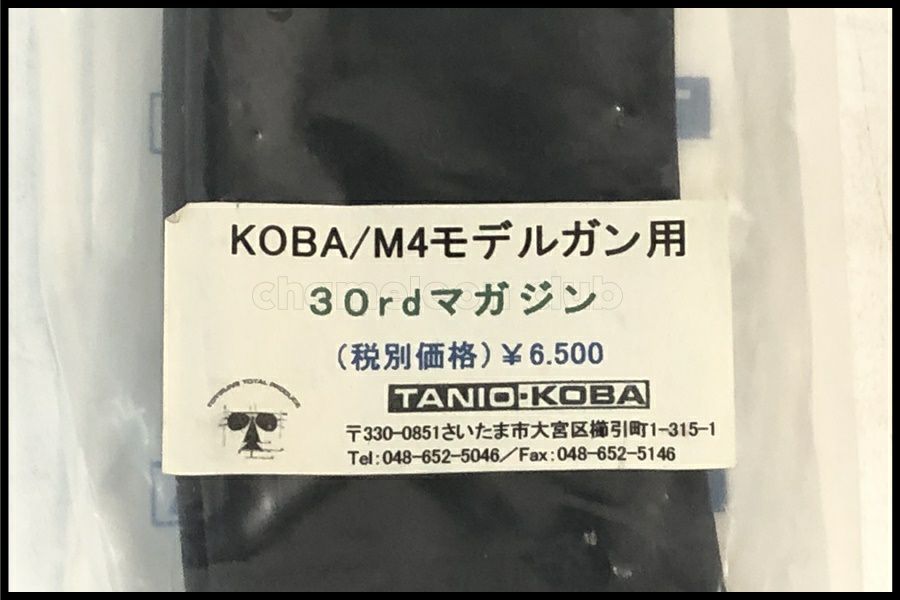 KOBA/M4モデルガン用
30rdマガジン
chameleon club
(税別価格)¥6.500
TANIO-KOBA
〒330-0851さいたま市大宮区櫛引町1-315-1
Tel:048-652-5046/Fax:048-652-5146